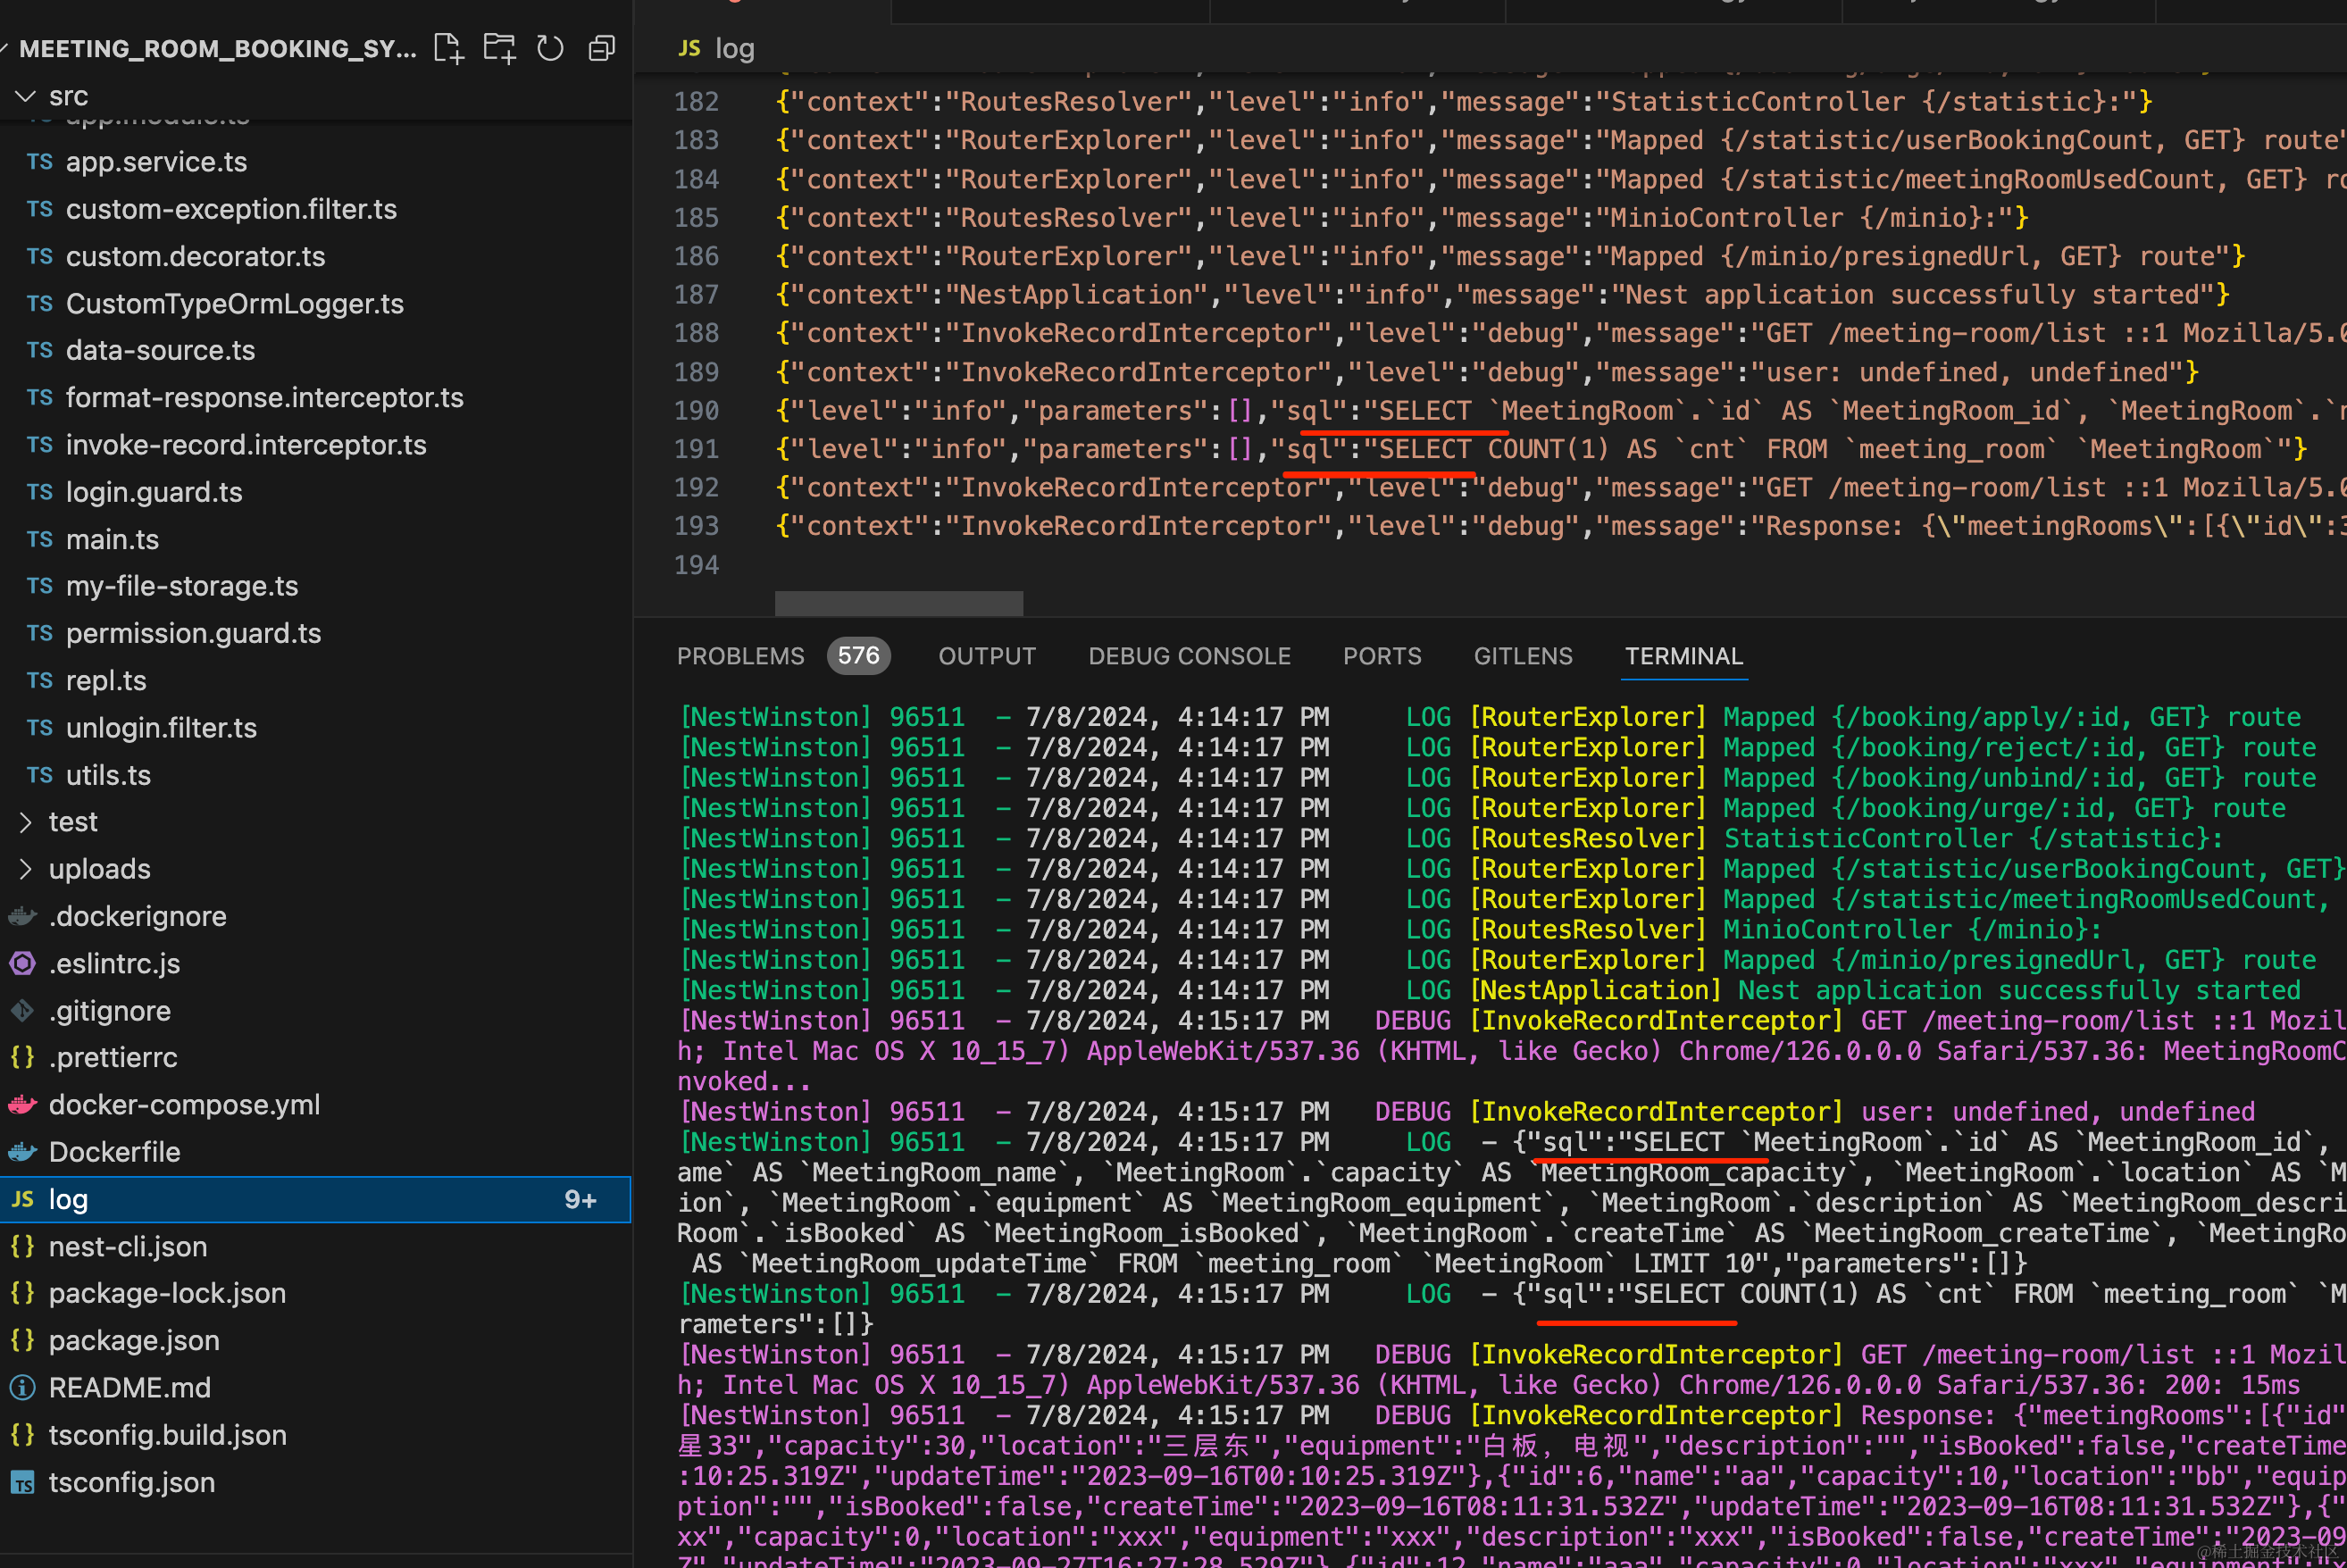 MEETING_ROOM_BOOKING_SY...
src
app.module.ts
TS app.service.ts
TS custom-exception.filter.ts
TS custom.decorator.ts
TS CustomTypeOrmLogger.ts
TS data-source.ts
TS format-response.interceptor.ts
TS invoke-record.interceptor.ts
TS login.guard.ts
TS main.ts
TS my-file-storage.ts
TS permission.guard.ts
TS repl.ts
TS unlogin.filter.ts
TS utils.ts
test
uploads
.dockerignore
.eslintrc.js
.gitignore
{} .prettierrc
docker-compose.yml
Dockerfile
JS log 9+
{} nest-cli.json
{} package-lock.json
{} package.json
README.md
{} tsconfig.build.json
TS tsconfig.json
JS log
182 {"context":"RoutesResolver","level":"info","message":"StatisticController {/statistic}:"}
183 {"context":"RouterExplorer","level":"info","message":"Mapped {/statistic/userBookingCount, GET} route"
184 {"context":"RouterExplorer","level":"info","message":"Mapped {/statistic/meetingRoomUsedCount, GET} ro
185 {"context":"RoutesResolver","level":"info","message":"MinioController {/minio}:"}
186 {"context":"RouterExplorer","level":"info","message":"Mapped {/minio/presignedUrl, GET} route"}
187 {"context":"NestApplication","level":"info","message":"Nest application successfully started"}
188 {"context":"InvokeRecordInterceptor","level":"debug","message":"GET /meeting-room/list ::1 Mozilla/5.0
189 {"context":"InvokeRecordInterceptor","level":"debug","message":"user: undefined, undefined"}
190 {"level":"info","parameters":[],"sql":"SELECT `MeetingRoom`.`id` AS `MeetingRoom_id`, `MeetingRoom`.`n
191 {"level":"info","parameters":[],"sql":"SELECT COUNT(1) AS `cnt` FROM `meeting_room` `MeetingRoom`"}
192 {"context":"InvokeRecordInterceptor","level":"debug","message":"GET /meeting-room/list ::1 Mozilla/5.0
193 {"context":"InvokeRecordInterceptor","level":"debug","message":"Response: {\"meetingRooms\":[{\"id\":3
194
PROBLEMS 576 OUTPUT DEBUG CONSOLE PORTS GITLENS TERMINAL
[NestWinston] 96511 - 7/8/2024, 4:14:17 PM LOG [RouterExplorer] Mapped {/booking/apply/:id, GET} route
[NestWinston] 96511 - 7/8/2024, 4:14:17 PM LOG [RouterExplorer] Mapped {/booking/reject/:id, GET} route
[NestWinston] 96511 - 7/8/2024, 4:14:17 PM LOG [RouterExplorer] Mapped {/booking/unbind/:id, GET} route
[NestWinston] 96511 - 7/8/2024, 4:14:17 PM LOG [RouterExplorer] Mapped {/booking/urge/:id, GET} route
[NestWinston] 96511 - 7/8/2024, 4:14:17 PM LOG [RoutesResolver] StatisticController {/statistic}:
[NestWinston] 96511 - 7/8/2024, 4:14:17 PM LOG [RouterExplorer] Mapped {/statistic/userBookingCount, GET}
[NestWinston] 96511 - 7/8/2024, 4:14:17 PM LOG [RouterExplorer] Mapped {/statistic/meetingRoomUsedCount,
[NestWinston] 96511 - 7/8/2024, 4:14:17 PM LOG [RoutesResolver] MinioController {/minio}:
[NestWinston] 96511 - 7/8/2024, 4:14:17 PM LOG [RouterExplorer] Mapped {/minio/presignedUrl, GET} route
[NestWinston] 96511 - 7/8/2024, 4:14:17 PM LOG [NestApplication] Nest application successfully started
[NestWinston] 96511 - 7/8/2024, 4:15:17 PM DEBUG [InvokeRecordInterceptor] GET /meeting-room/list ::1 Mozil
h; Intel Mac OS X 10_15_7) AppleWebKit/537.36 (KHTML, like Gecko) Chrome/126.0.0.0 Safari/537.36: MeetingRoomC
nvoked...
[NestWinston] 96511 - 7/8/2024, 4:15:17 PM DEBUG [InvokeRecordInterceptor] user: undefined, undefined
[NestWinston] 96511 - 7/8/2024, 4:15:17 PM LOG - {"sql":"SELECT `MeetingRoom`.`id` AS `MeetingRoom_id`,
ame` AS `MeetingRoom_name`, `MeetingRoom`.`capacity` AS `MeetingRoom_capacity`, `MeetingRoom`.`location` AS `M
ion`, `MeetingRoom`.`equipment` AS `MeetingRoom_equipment`, `MeetingRoom`.`description` AS `MeetingRoom_descri
Room`.`isBooked` AS `MeetingRoom_isBooked`, `MeetingRoom`.`createTime` AS `MeetingRoom_createTime`, `MeetingRo
AS `MeetingRoom_updateTime` FROM `meeting_room` `MeetingRoom` LIMIT 10","parameters":[]}
[NestWinston] 96511 - 7/8/2024, 4:15:17 PM LOG - {"sql":"SELECT COUNT(1) AS `cnt` FROM `meeting_room` `M
rameters":[]}
[NestWinston] 96511 - 7/8/2024, 4:15:17 PM DEBUG [InvokeRecordInterceptor] GET /meeting-room/list ::1 Mozil
h; Intel Mac OS X 10_15_7) AppleWebKit/537.36 (KHTML, like Gecko) Chrome/126.0.0.0 Safari/537.36: 200: 15ms
[NestWinston] 96511 - 7/8/2024, 4:15:17 PM DEBUG [InvokeRecordInterceptor] Response: {"meetingRooms":[{"id"
星33","capacity":30,"location":"三层东","equipment":"白板，电视","description":"","isBooked":false,"createTime
:10:25.319Z","updateTime":"2023-09-16T00:10:25.319Z"},{"id":6,"name":"aa","capacity":10,"location":"bb","equip
ption":"","isBooked":false,"createTime":"2023-09-16T08:11:31.532Z","updateTime":"2023-09-16T08:11:31.532Z"},{"
xx","capacity":0,"location":"xxx","equipment":"xxx","description":"xxx","isBooked":false,"createTime":"2023-09
Z","updateTime":"2023-09-27T16:27:28.529Z"},{"id":12,"name":"aaa","capacity":0,"location":"xxx","
@稀土掘金技术社区